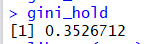 > gini_hold
[1] 0.3526712